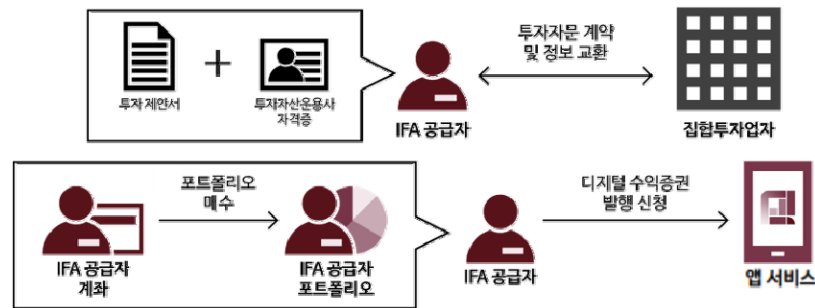 투자 제안서
+
투자자산운용사
자격증
IFA 공급자
투자자문 계약
및 정보 교환
집합투자업자
IFA 공급자
계좌
포트폴리오
매수
IFA 공급자
포트폴리오
IFA 공급자
디지털 수익증권
발행 신청
앱 서비스